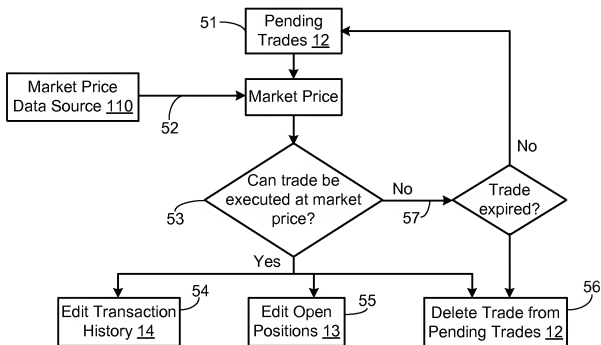 51
Pending
Trades 12
Market Price
Data Source 110
52
Market Price
Can trade be
executed at market
price?
53
No
57
Trade
expired?
No
Yes
Edit Transaction
History 14
54
Edit Open
Positions 13
55
Delete Trade from
Pending Trades 12
56